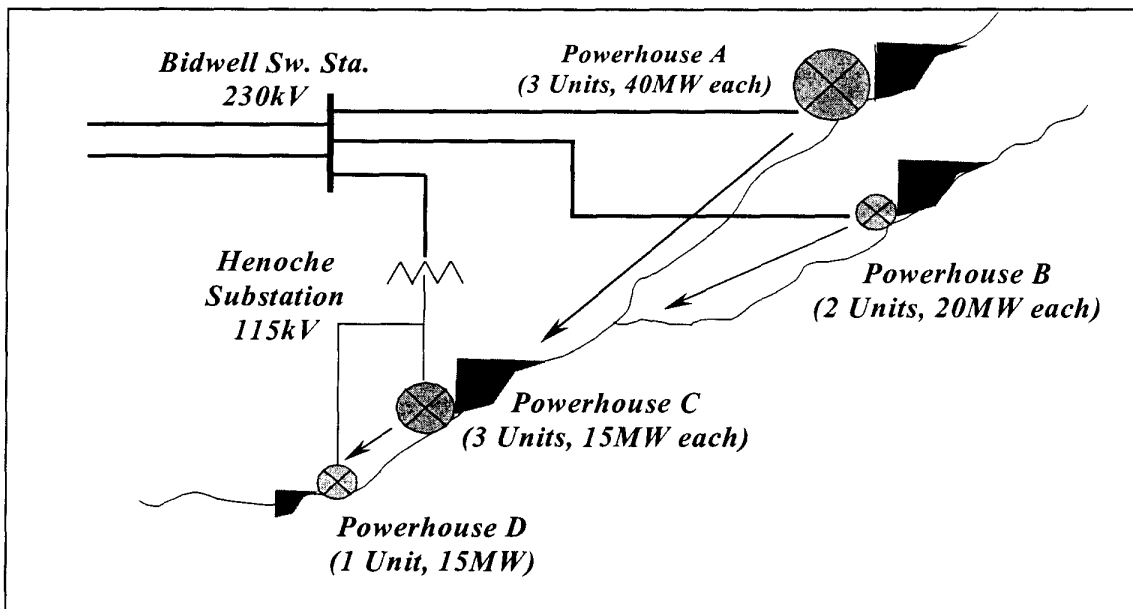 Bidwell Sw. Sta.
230kV
Powerhouse A
(3 Units, 40MW each)
Henoche
Substation
115kV
Powerhouse B
(2 Units, 20MW each)
Powerhouse C
(3 Units, 15MW each)
Powerhouse D
(1 Unit, 15MW)